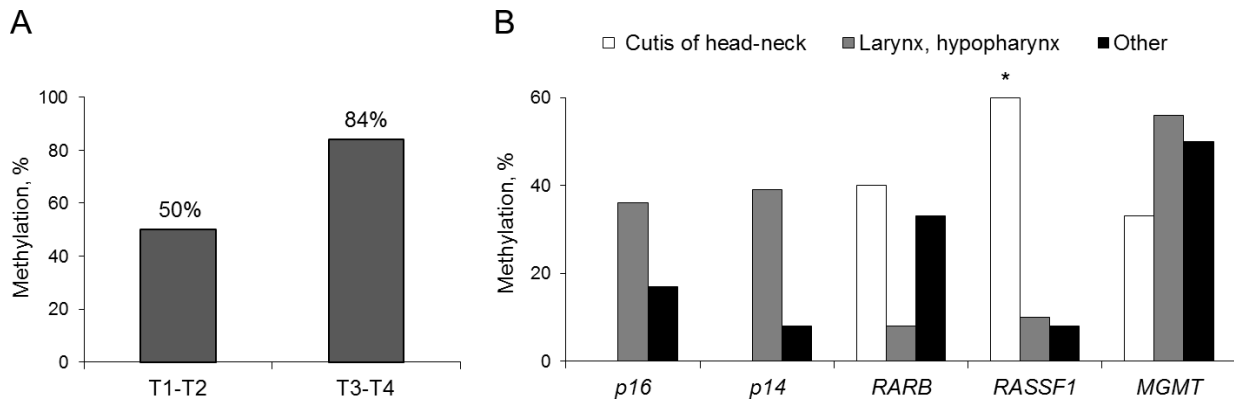 A
Methylation, %
100
80
60
40
20
0
50%
84%
T1-T2
T3-T4
B
Cutis of head-neck
Larynx, hypopharynx
Other
*
Methylation, %
60
40
20
0
p16
p14
RARB
RASSF1
MGMT